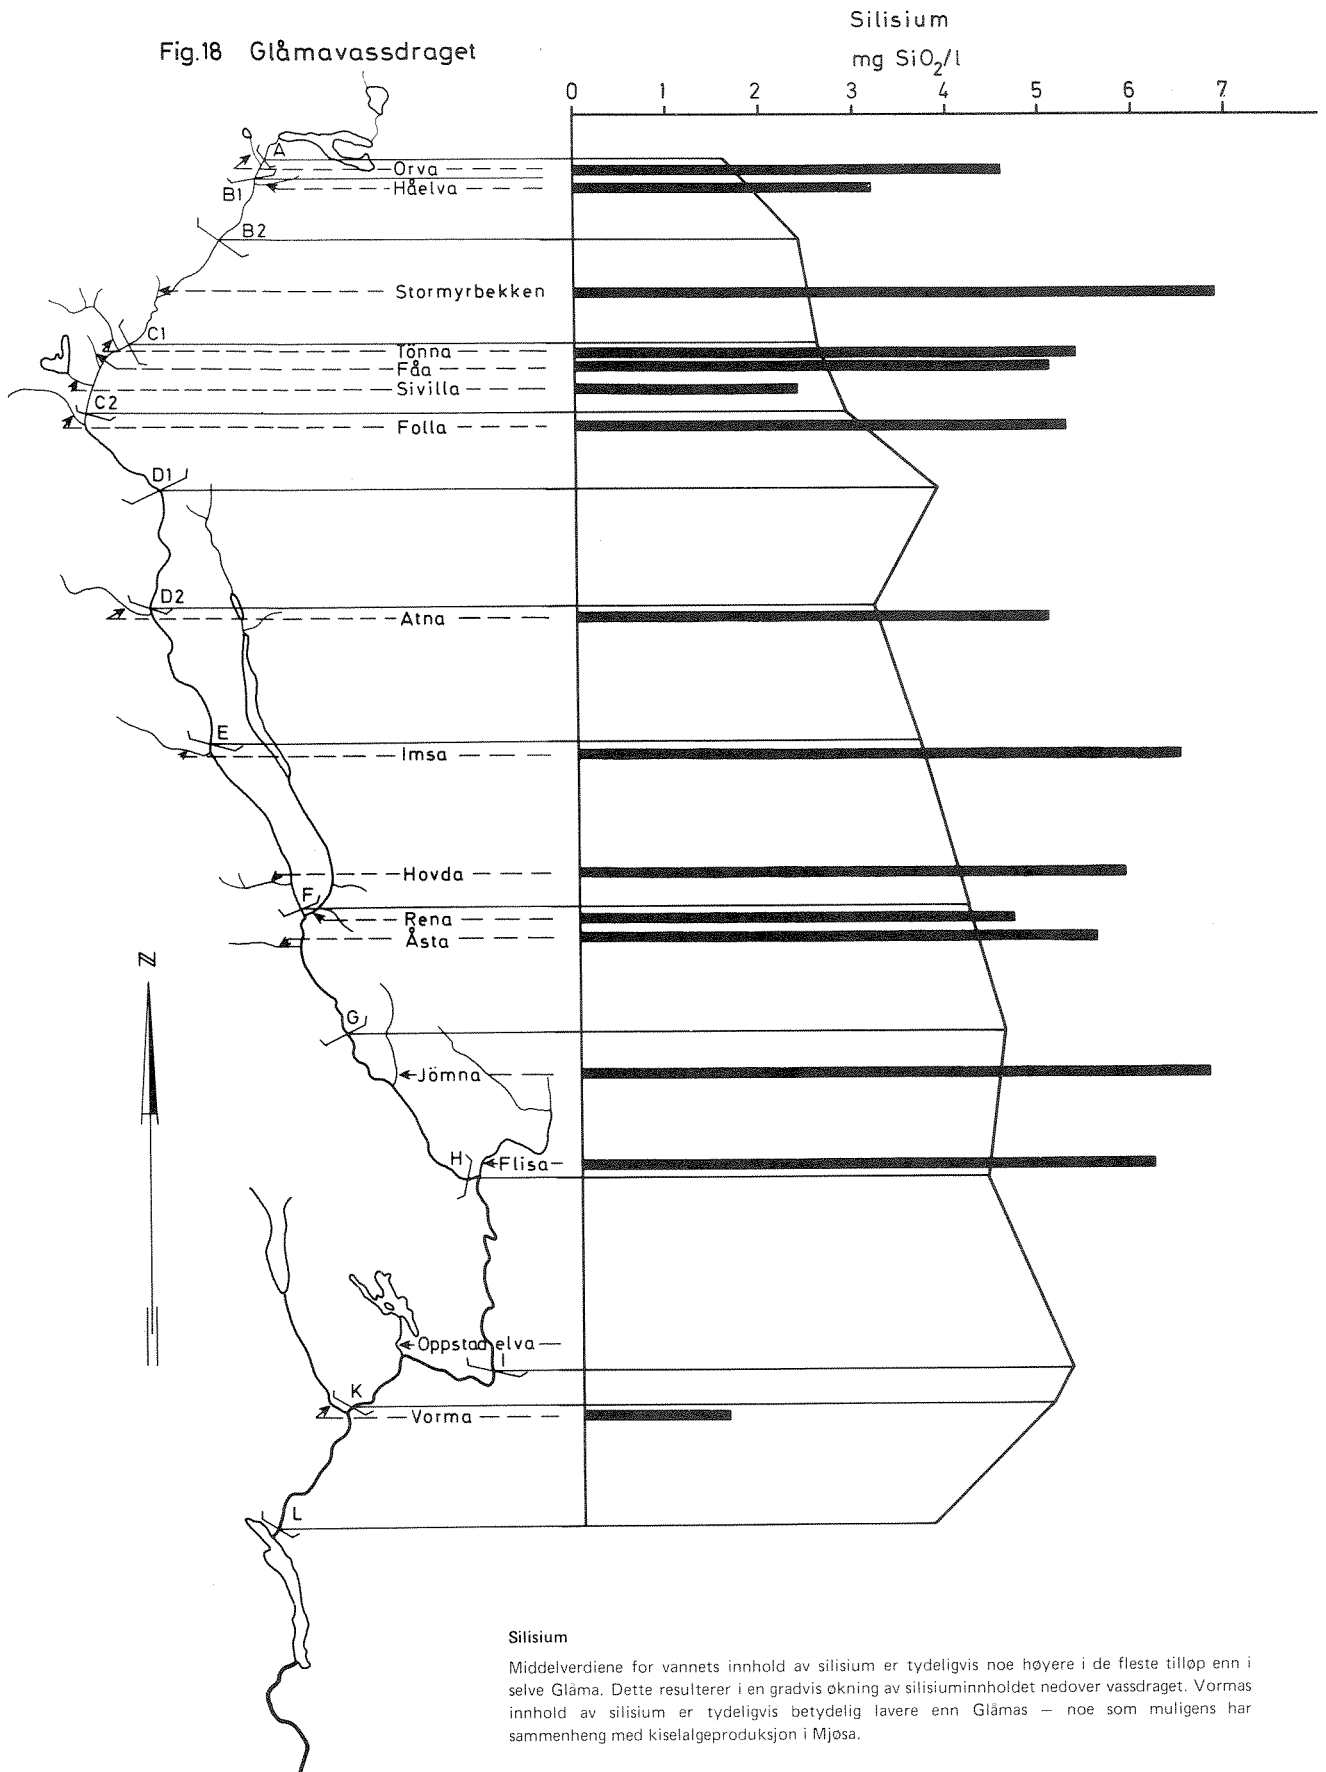 Silisium
Fig.18 Glåmavassdraget
mg SiO₂/l
0 1 2 3 4 5 6 7
A
Orva
B1
Håelva
B2
Stormyrbekken
C1
Tönna
Fåa
Sivilla
C2
Folla
D1
D2
Atna
E
Imsa
Hovda
F
Rena
Åsta
N
G
Jömna
H
Flisa
Oppstadelva
I
K
Vorma
L
Silisium
Middelverdiene for vannets innhold av silisium er tydeligvis noe høyere i de fleste tilløp enn i
selve Glåma. Dette resulterer i en gradvis økning av silisiuminnholdet nedover vassdraget. Vormas
innhold av silisium er tydeligvis betydelig lavere enn Glåmas – noe som muligens har
sammenheng med kiselalgeproduksjon i Mjøsa.